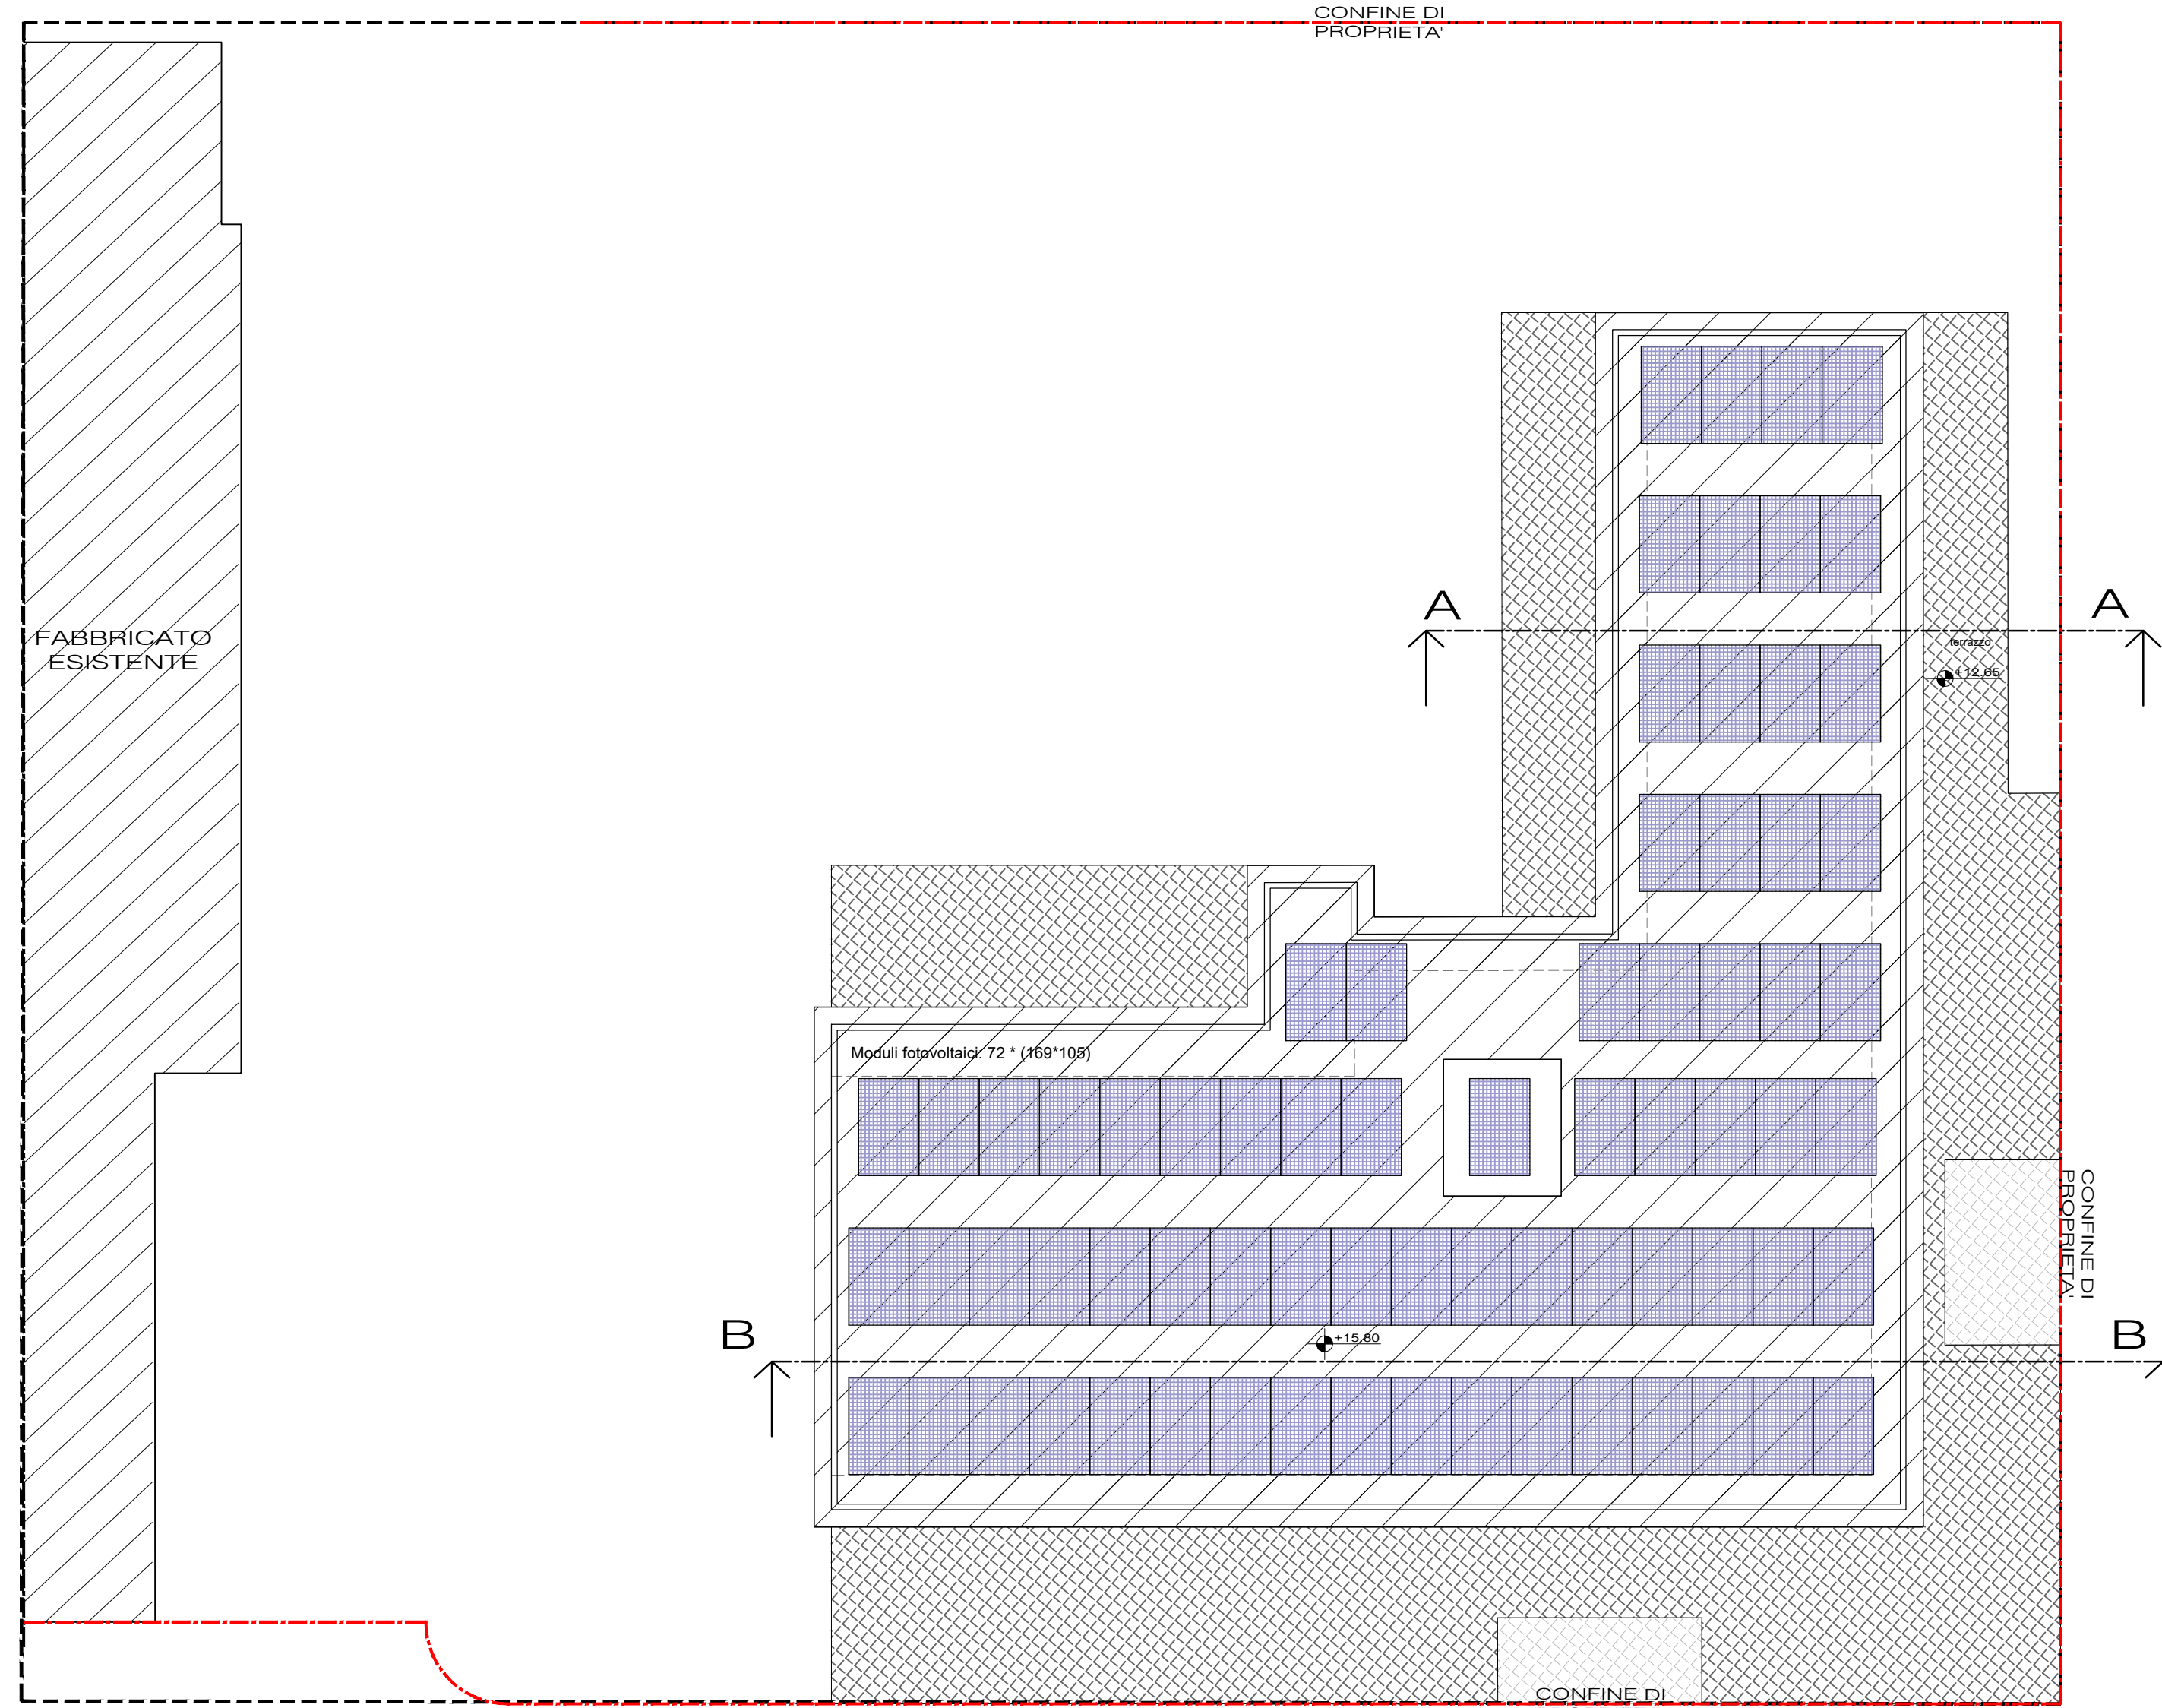 CONFINE DI
PROPRIETA'
A
A
FABBRICATO
ESISTENTE
terrazzo
+12.65
Moduli fotovoltaici: 72 * (169*105)
CONFINE DI
PROPRIETA'
B
+15.80
B
CONFINE DI